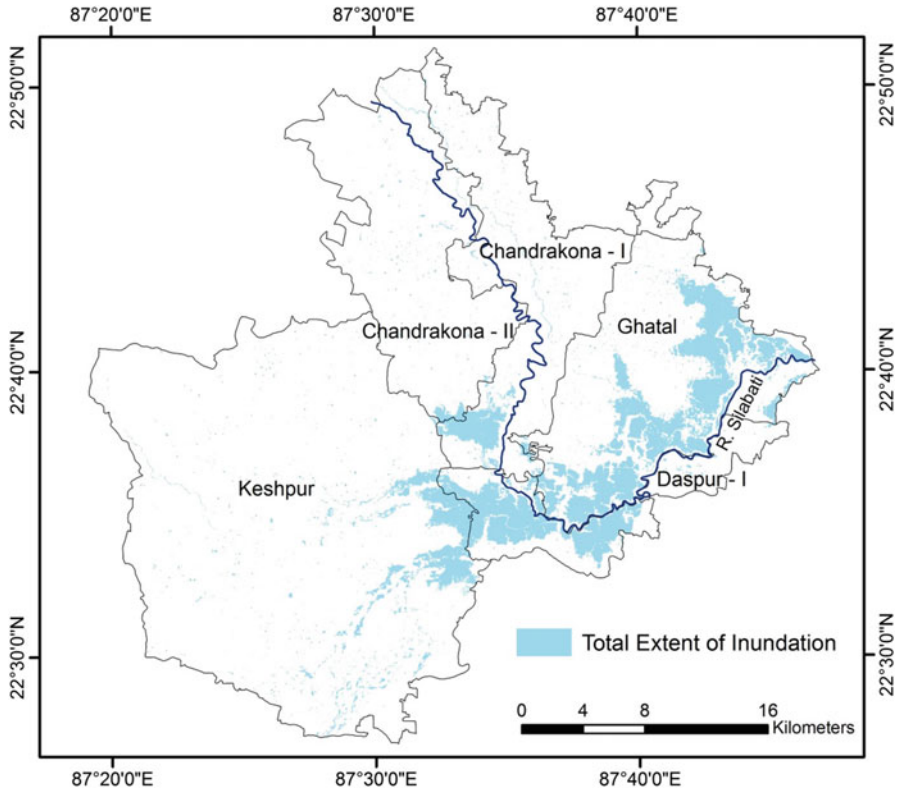 87°20'0"E 87°30'0"E 87°40'0"E
22°50'0"N 22°50'0"N
Chandrakona - I
Chandrakona - II
Ghatal
22°40'0"N 22°40'0"N
R. Silabati
Keshpur
Daspur - I
Total Extent of Inundation
22°30'0"N 22°30'0"N
0 4 8 16
Kilometers
87°20'0"E 87°30'0"E 87°40'0"E